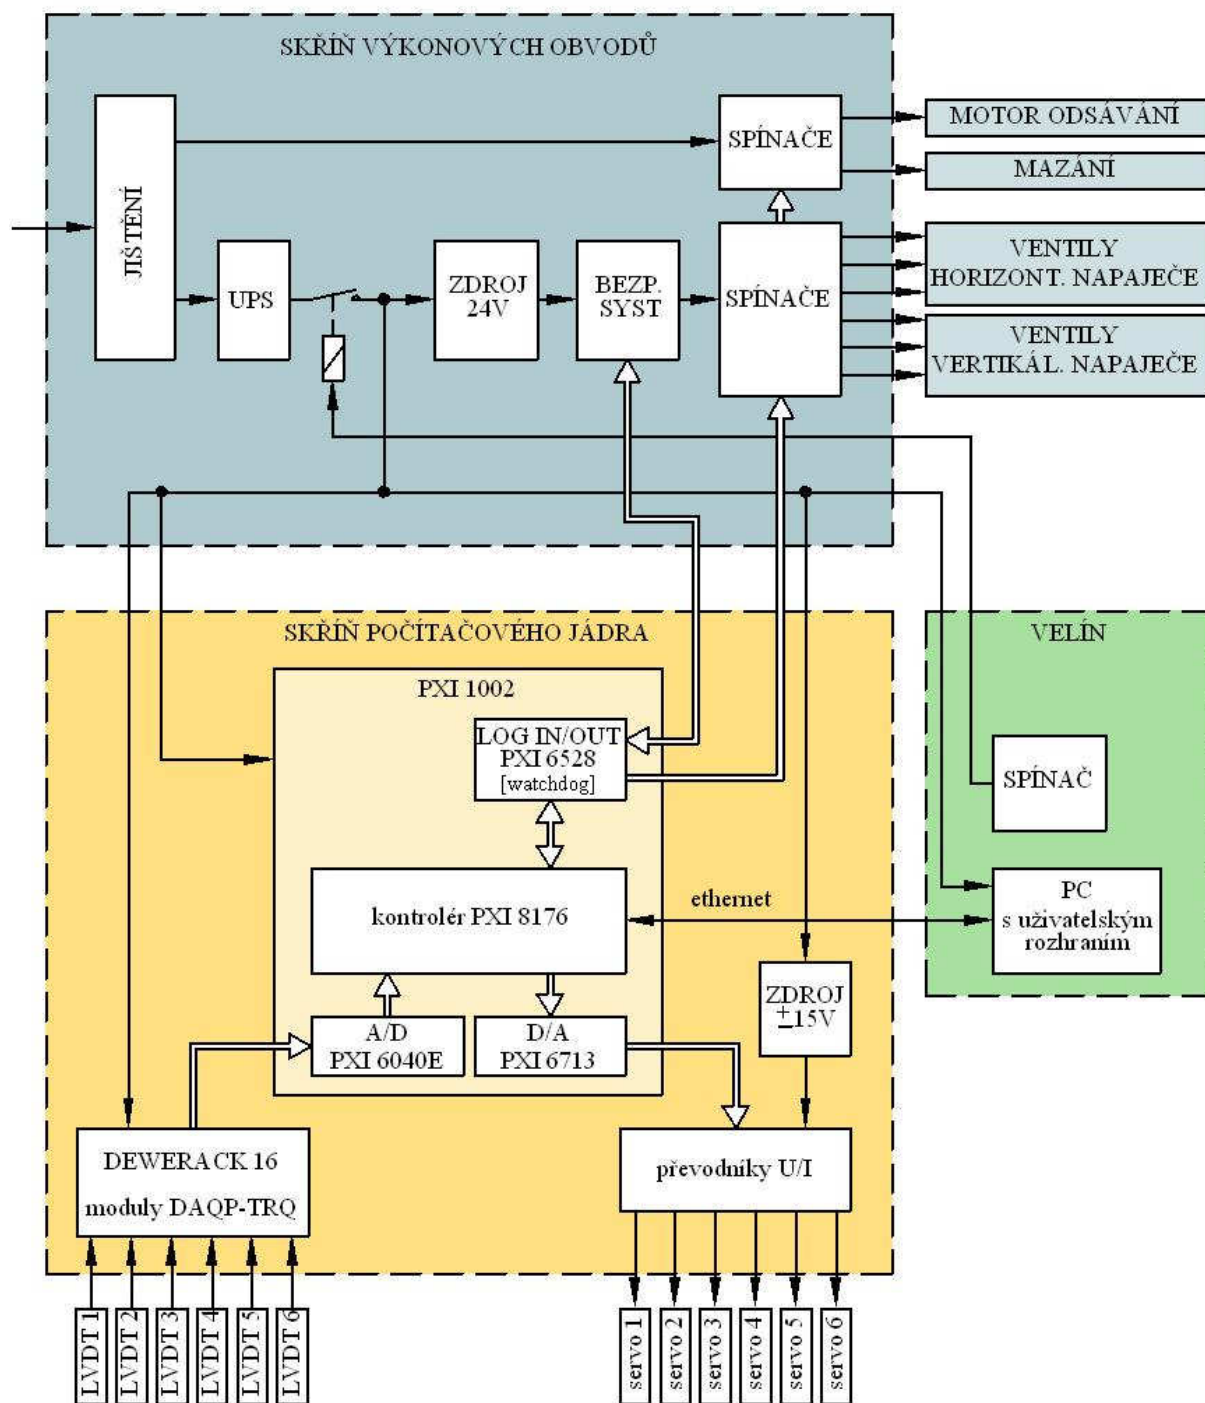 SKŘÍŇ VÝKONOVÝCH OBVODŮ
JIŠTĚNÍ
SPÍNAČE
MOTOR ODSÁVÁNÍ
MAZÁNÍ
UPS
ZDROJ
24V
BEZP.
SYST
SPÍNAČE
VENTILY
HORIZONT. NAPAJEČE
VENTILY
VERTIKÁL. NAPAJEČE
SKŘÍŇ POČÍTAČOVÉHO JÁDRA
VELÍN
PXI 1002
LOG IN/OUT
PXI 6528
[watchdog]
SPÍNAČ
kontrolér PXI 8176
ethernet
PC
s uživatelským
rozhraním
ZDROJ
±15V
A/D
PXI 6040E
D/A
PXI 6713
DEWERACK 16
moduly DAQP-TRQ
převodníky U/I
LVDT 1
LVDT 2
LVDT 3
LVDT 4
LVDT 5
LVDT 6
servo 1
servo 2
servo 3
servo 4
servo 5
servo 6